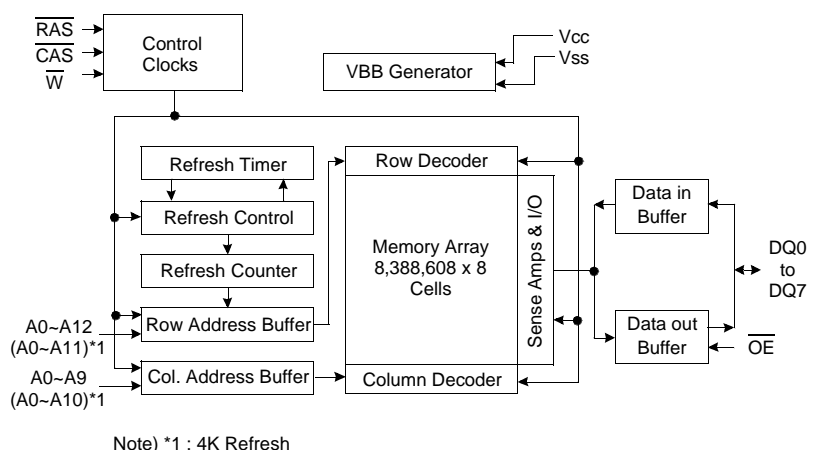 RAS
CAS
W
Control
Clocks
VBB Generator
Vcc
Vss
Refresh Timer
Refresh Control
Refresh Counter
Row Address Buffer
Col. Address Buffer
A0~A12
(A0~A11)*1
A0~A9
(A0~A10)*1
Row Decoder
Memory Array
8,388,608 x 8
Cells
Column Decoder
Sense Amps & I/O
Data in
Buffer
Data out
Buffer
DQ0
to
DQ7
OE
Note) *1 : 4K Refresh